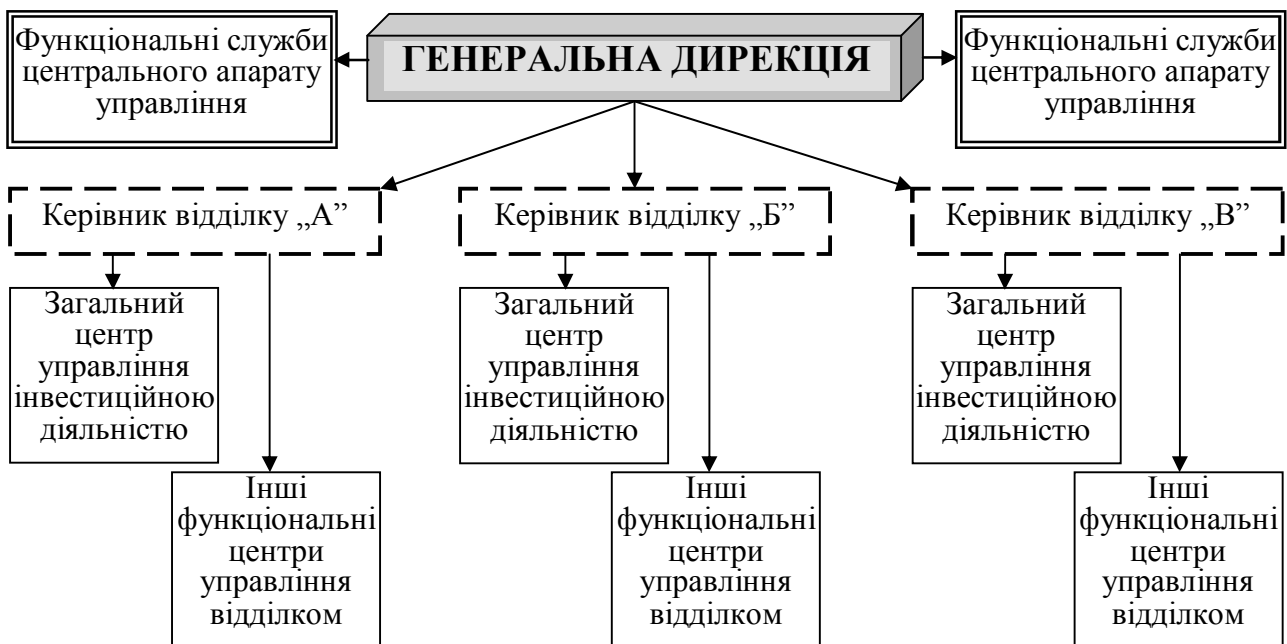 Функціональні служби
центрального апарату
управління
ГЕНЕРАЛЬНА ДИРЕКЦІЯ
Функціональні служби
центрального апарату
управління
Керівник відділку „А”
Керівник відділку „Б”
Керівник відділку „В”
Загальний
центр
управління
інвестиційною
діяльністю
Загальний
центр
управління
інвестиційною
діяльністю
Загальний
центр
управління
інвестиційною
діяльністю
Інші
функціональні
центри
управління
відділком
Інші
функціональні
центри
управління
відділком
Інші
функціональні
центри
управління
відділком